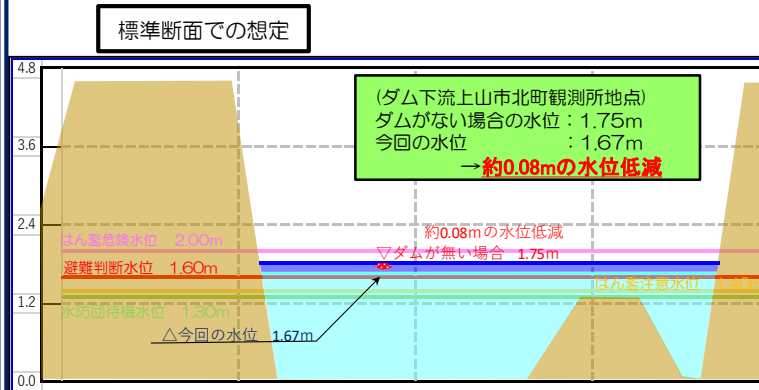 標準断面での想定
4.8
3.6
2.4
1.2
0.0
(ダム下流上山市北町観測所地点)
ダムがない場合の水位：1.75m
今回の水位　　　　　：1.67m
→約0.08mの水位低減
約0.08mの水位低減
▽ダムが無い場合 1.75m
はん濫危険水位 2.00m
避難判断水位 1.60m
はん濫注意水位 1.40m
水防団待機水位 1.30m
△今回の水位 1.67m